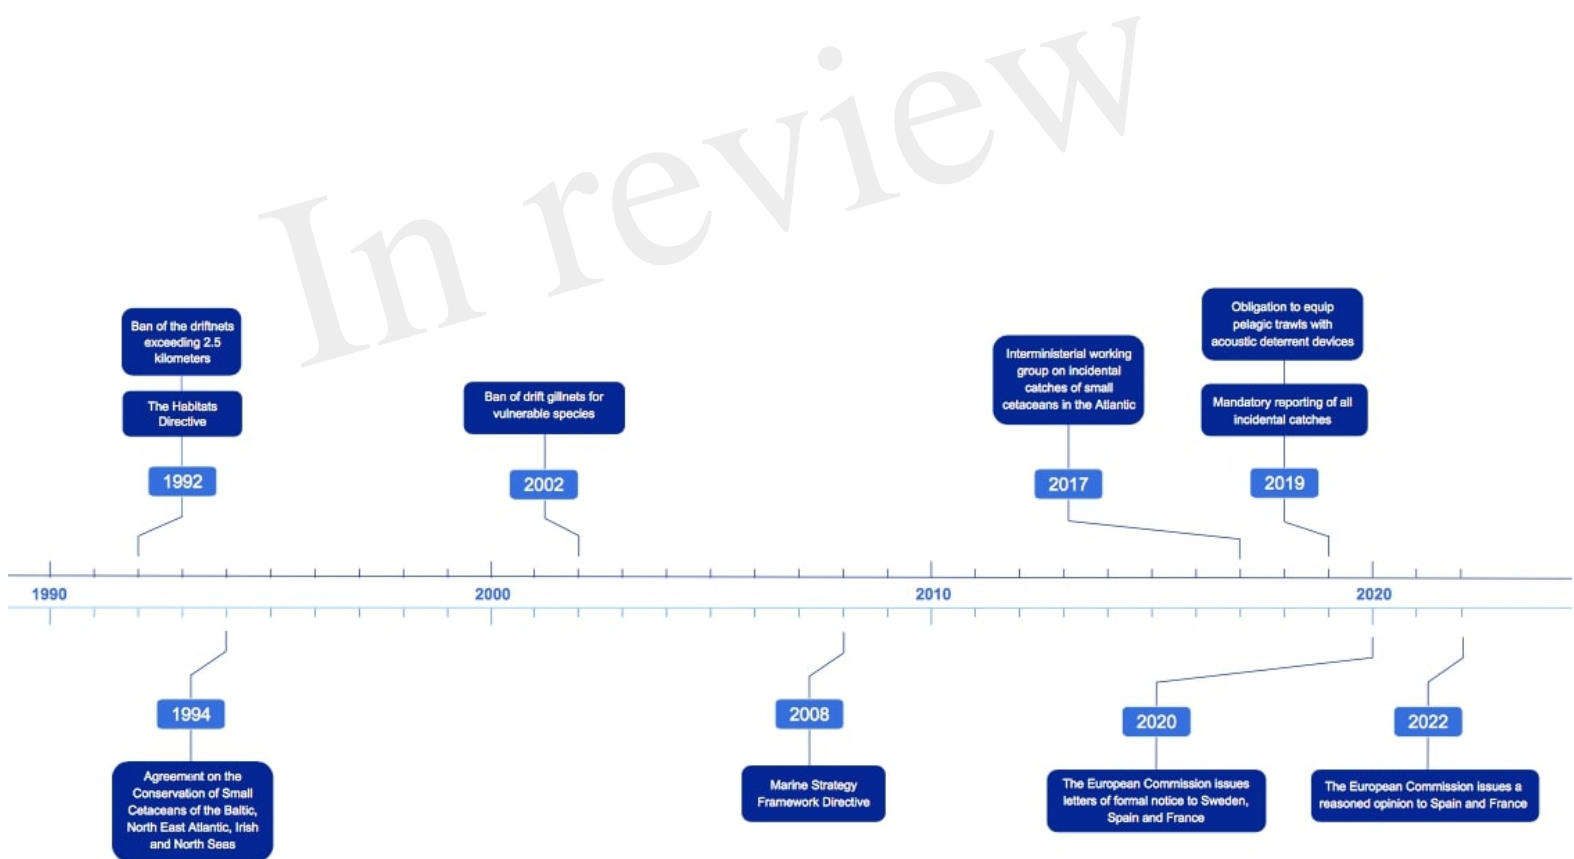 In review
Ban of the driftnets
exceeding 2.5
kilometers
The Habitats
Directive
1992
Ban of drift gillnets for
vulnerable species
2002
Interministerial working
group on incidental
catches of small
cetaceans in the Atlantic
2017
Obligation to equip
pelagic trawls with
acoustic deterrent devices
Mandatory reporting of all
incidental catches
2019
1990
2000
2010
2020
1994
Agreement on the
Conservation of Small
Cetaceans of the Baltic,
North East Atlantic, Irish
and North Seas
2008
Marine Strategy
Framework Directive
2020
The European Commission issues
letters of formal notice to Sweden,
Spain and France
2022
The European Commission issues a
reasoned opinion to Spain and France